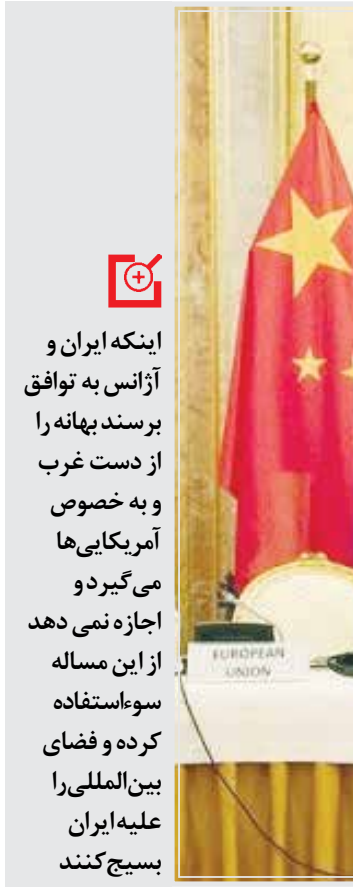 اینکه ایران و
آژانس به توافق
برسند بهانه را
از دست غرب
و به خصوص
آمریکایی‌ها
می‌گیرد و
اجازه نمی دهد
از این مساله
سوءاستفاده
کرده و فضای
بین‌المللی را
علیه ایران
بسیج کنند
EUROPEAN
UNION